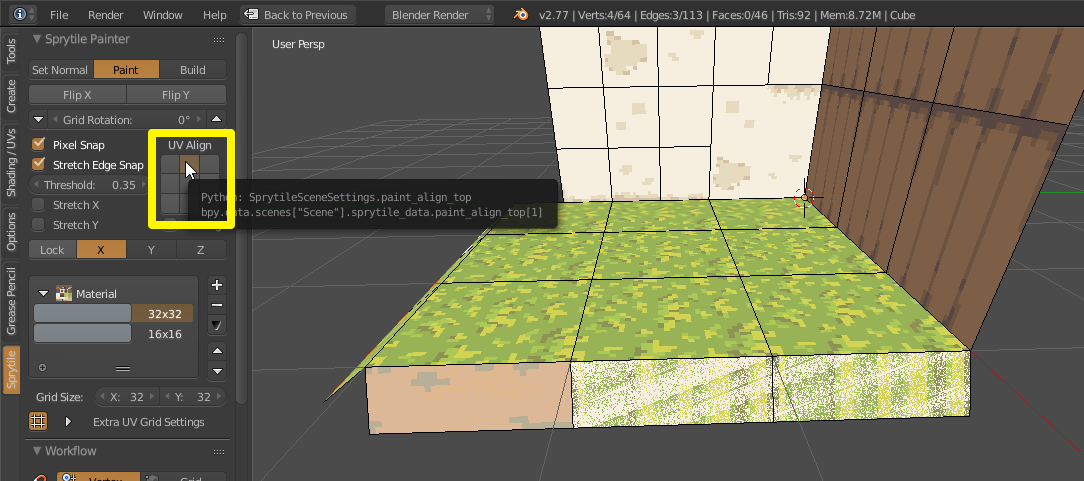 File Render Window Help Back to Previous Blender Render v2.77 | Verts:4/64 | Edges:3/113 | Faces:0/46 | Tris:92 | Mem:8.72M | Cube
Sprytile Painter
User Persp
Set Normal Paint Build
Flip X Flip Y
Grid Rotation: 0°
Pixel Snap
UV Align
Stretch Edge Snap
Threshold: 0.35
Stretch X
Stretch Y
Python: SprytileSceneSettings.paint_align_top
bpy.data.scenes["Scene"].sprytile_data.paint_align_top[1]
Lock X Y Z
Material
32x32
16x16
Grid Size: X: 32 Y: 32
Extra UV Grid Settings
Workflow
Vertex Grid
Tools
Create
Shading / UVs
Options
Grease Pencil
Sprytile